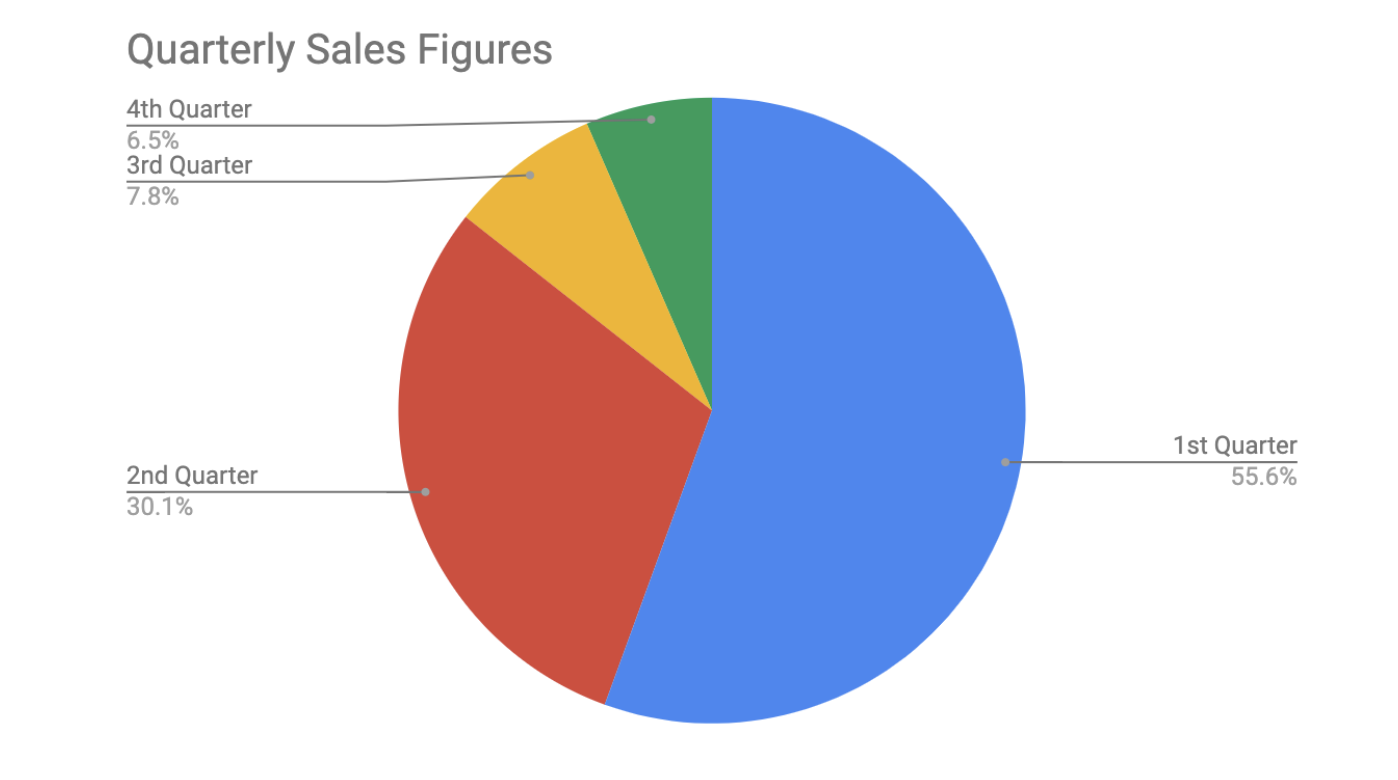 Quarterly Sales Figures
4th Quarter
6.5%
3rd Quarter
7.8%
1st Quarter
55.6%
2nd Quarter
30.1%